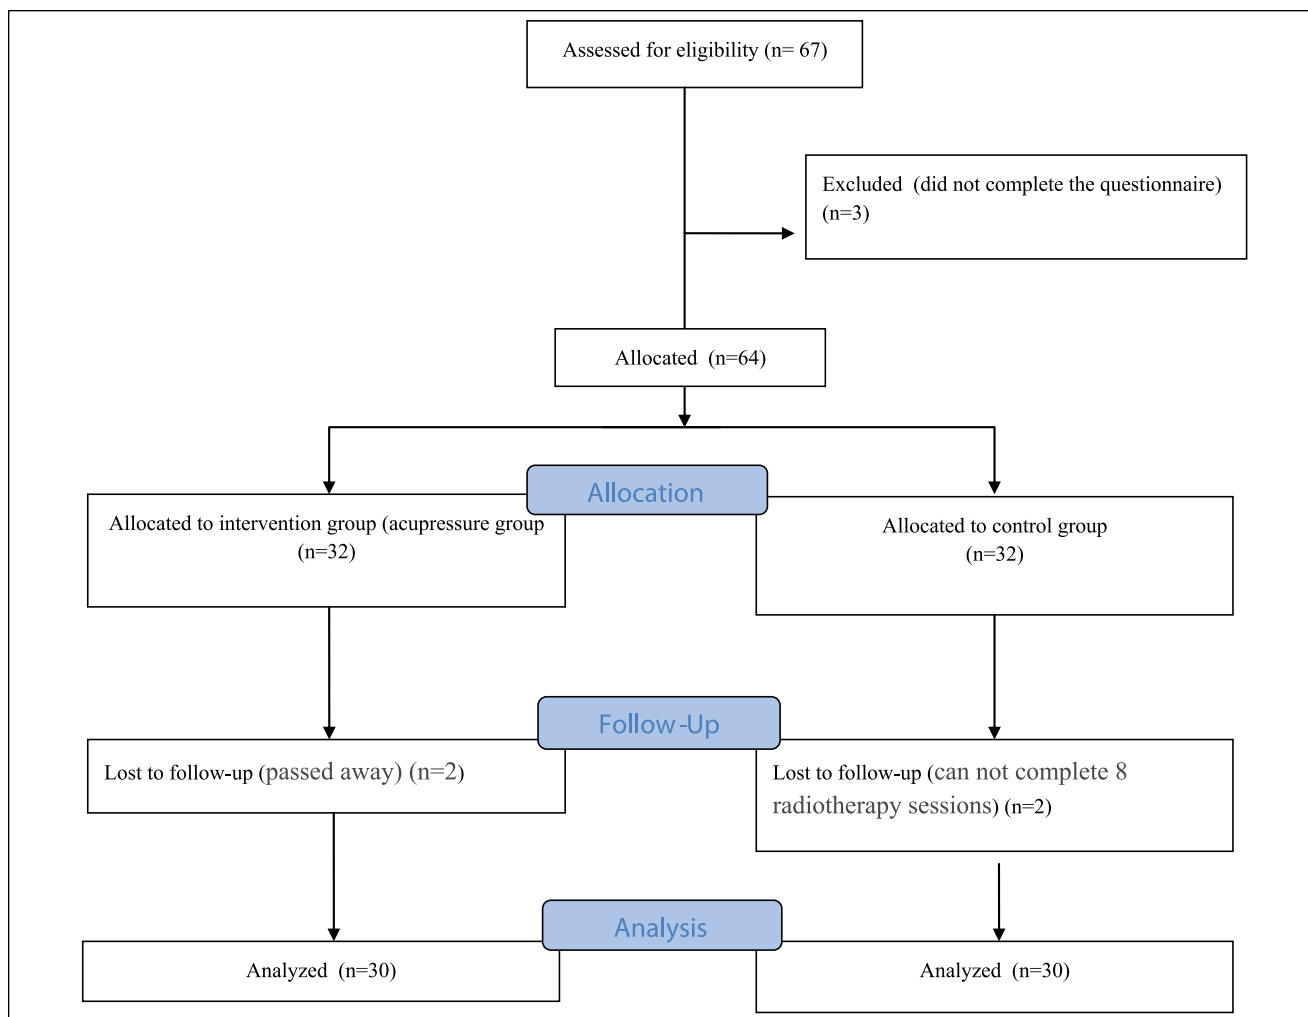 Assessed for eligibility (n= 67)
Excluded (did not complete the questionnaire)
(n=3)
Allocated (n=64)
Allocation
Allocated to intervention group (acupressure group
(n=32)
Allocated to control group
(n=32)
Follow-Up
Lost to follow-up (passed away) (n=2)
Lost to follow-up (can not complete 8
radiotherapy sessions) (n=2)
Analysis
Analyzed (n=30)
Analyzed (n=30)